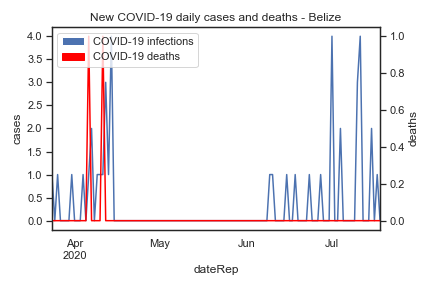 New COVID-19 daily cases and deaths - Belize
COVID-19 infections
COVID-19 deaths
4.0
3.5
3.0
2.5
2.0
1.5
1.0
0.5
0.0
cases
1.0
0.8
0.6
0.4
0.2
0.0
deaths
Apr
2020
May
Jun
Jul
dateRep